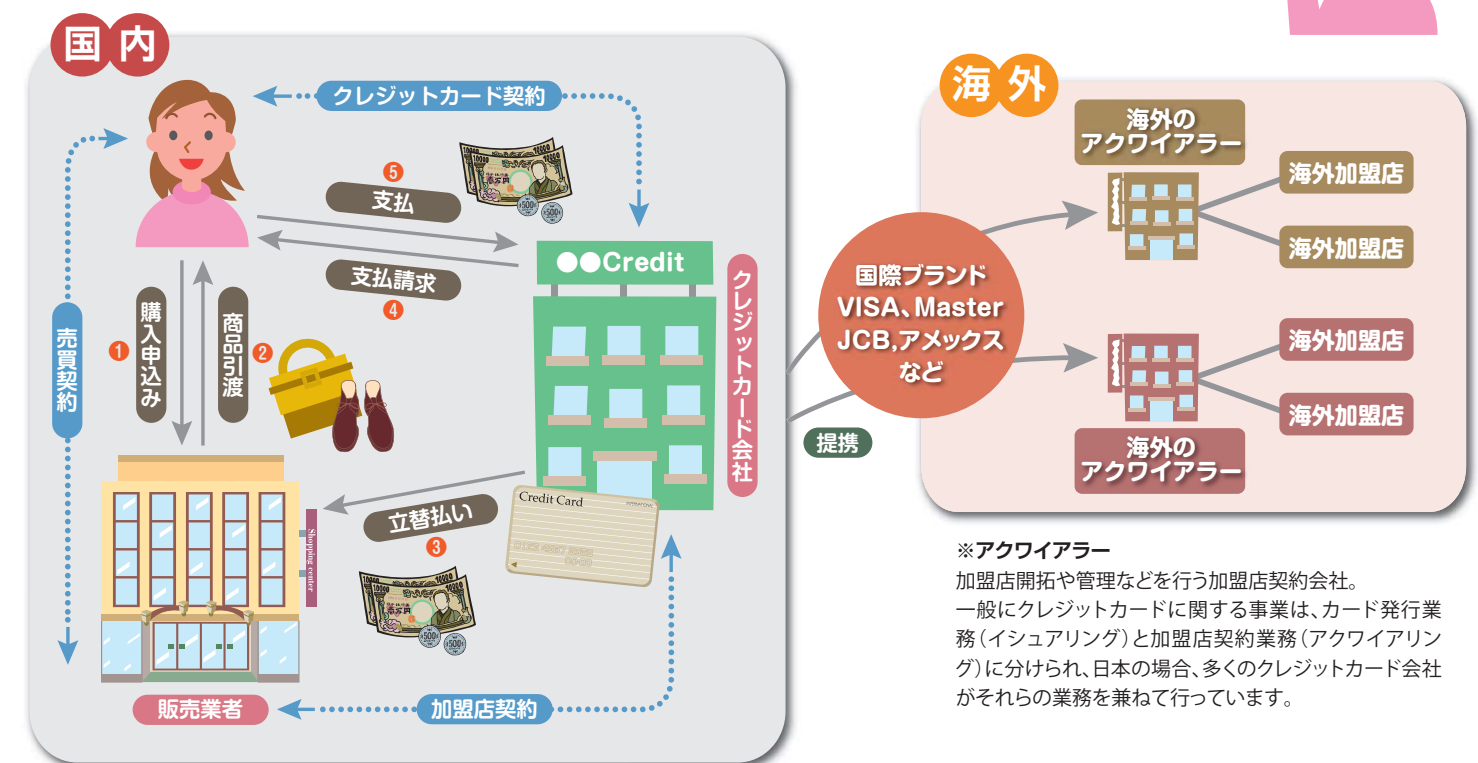 国内
クレジットカード契約
⑤
支払
支払請求
④
売買契約
①
購入申込み
商品引渡
②
●●Credit
クレジットカード会社
立替払い
③
Credit Card
Shopping center
販売業者
加盟店契約
提携
国際ブランド
VISA、Master
JCB,アメックス
など
海外
海外の
アクワイアラー
海外加盟店
海外加盟店
海外加盟店
海外加盟店
海外の
アクワイアラー
※アクワイアラー
加盟店開拓や管理などを行う加盟店契約会社。
一般にクレジットカードに関する事業は、カード発行業
務(イシュアリング)と加盟店契約業務(アクワイアリン
グ)に分けられ、日本の場合、多くのクレジットカード会社
がそれらの業務を兼ねて行っています。